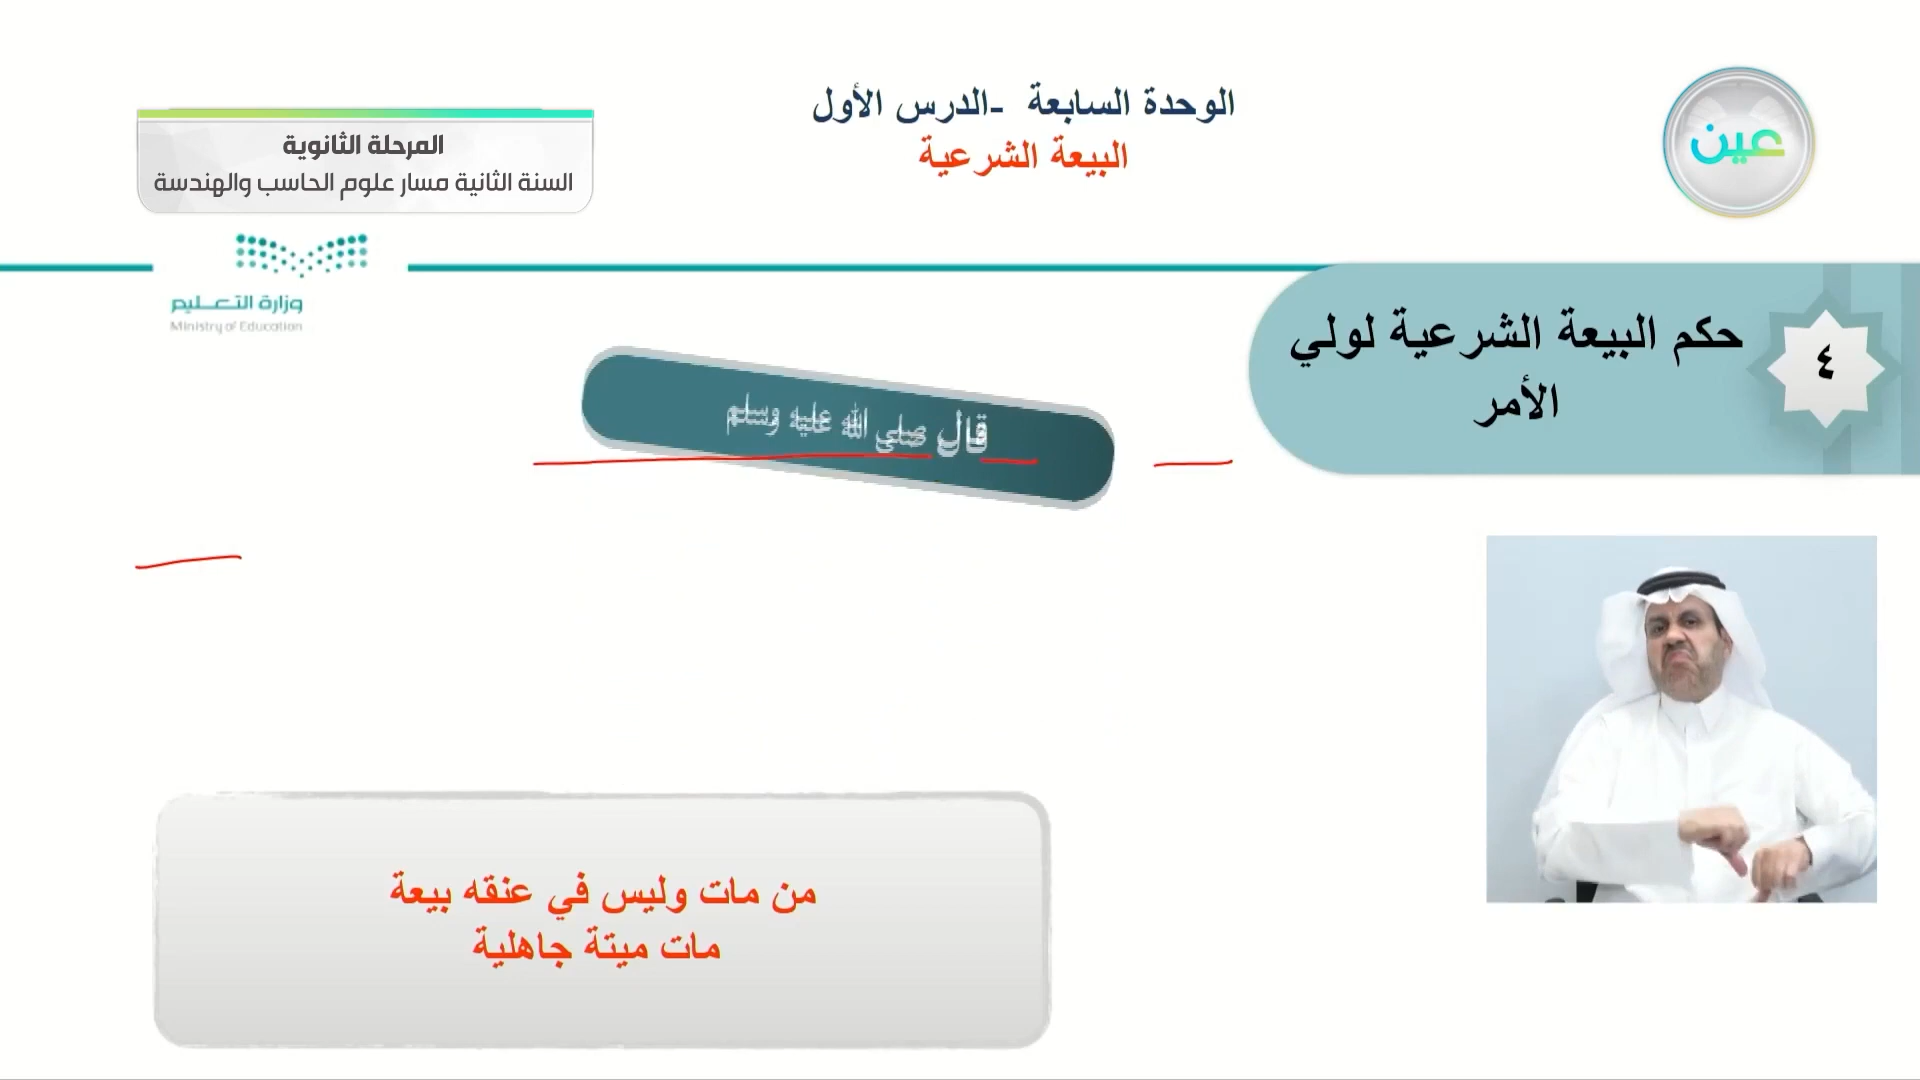 الوحدة السابعة -الدرس الأول
البيعة الشرعية
عين
المرحلة الثانوية
السنة الثانية مسار علوم الحاسب والهندسة
وزارة التعليم
Ministry of Education
حكم البيعة الشرعية لولي
الأمر
٤
قال صلى الله عليه وسلم
من مات وليس في عنقه بيعة
مات ميتة جاهلية